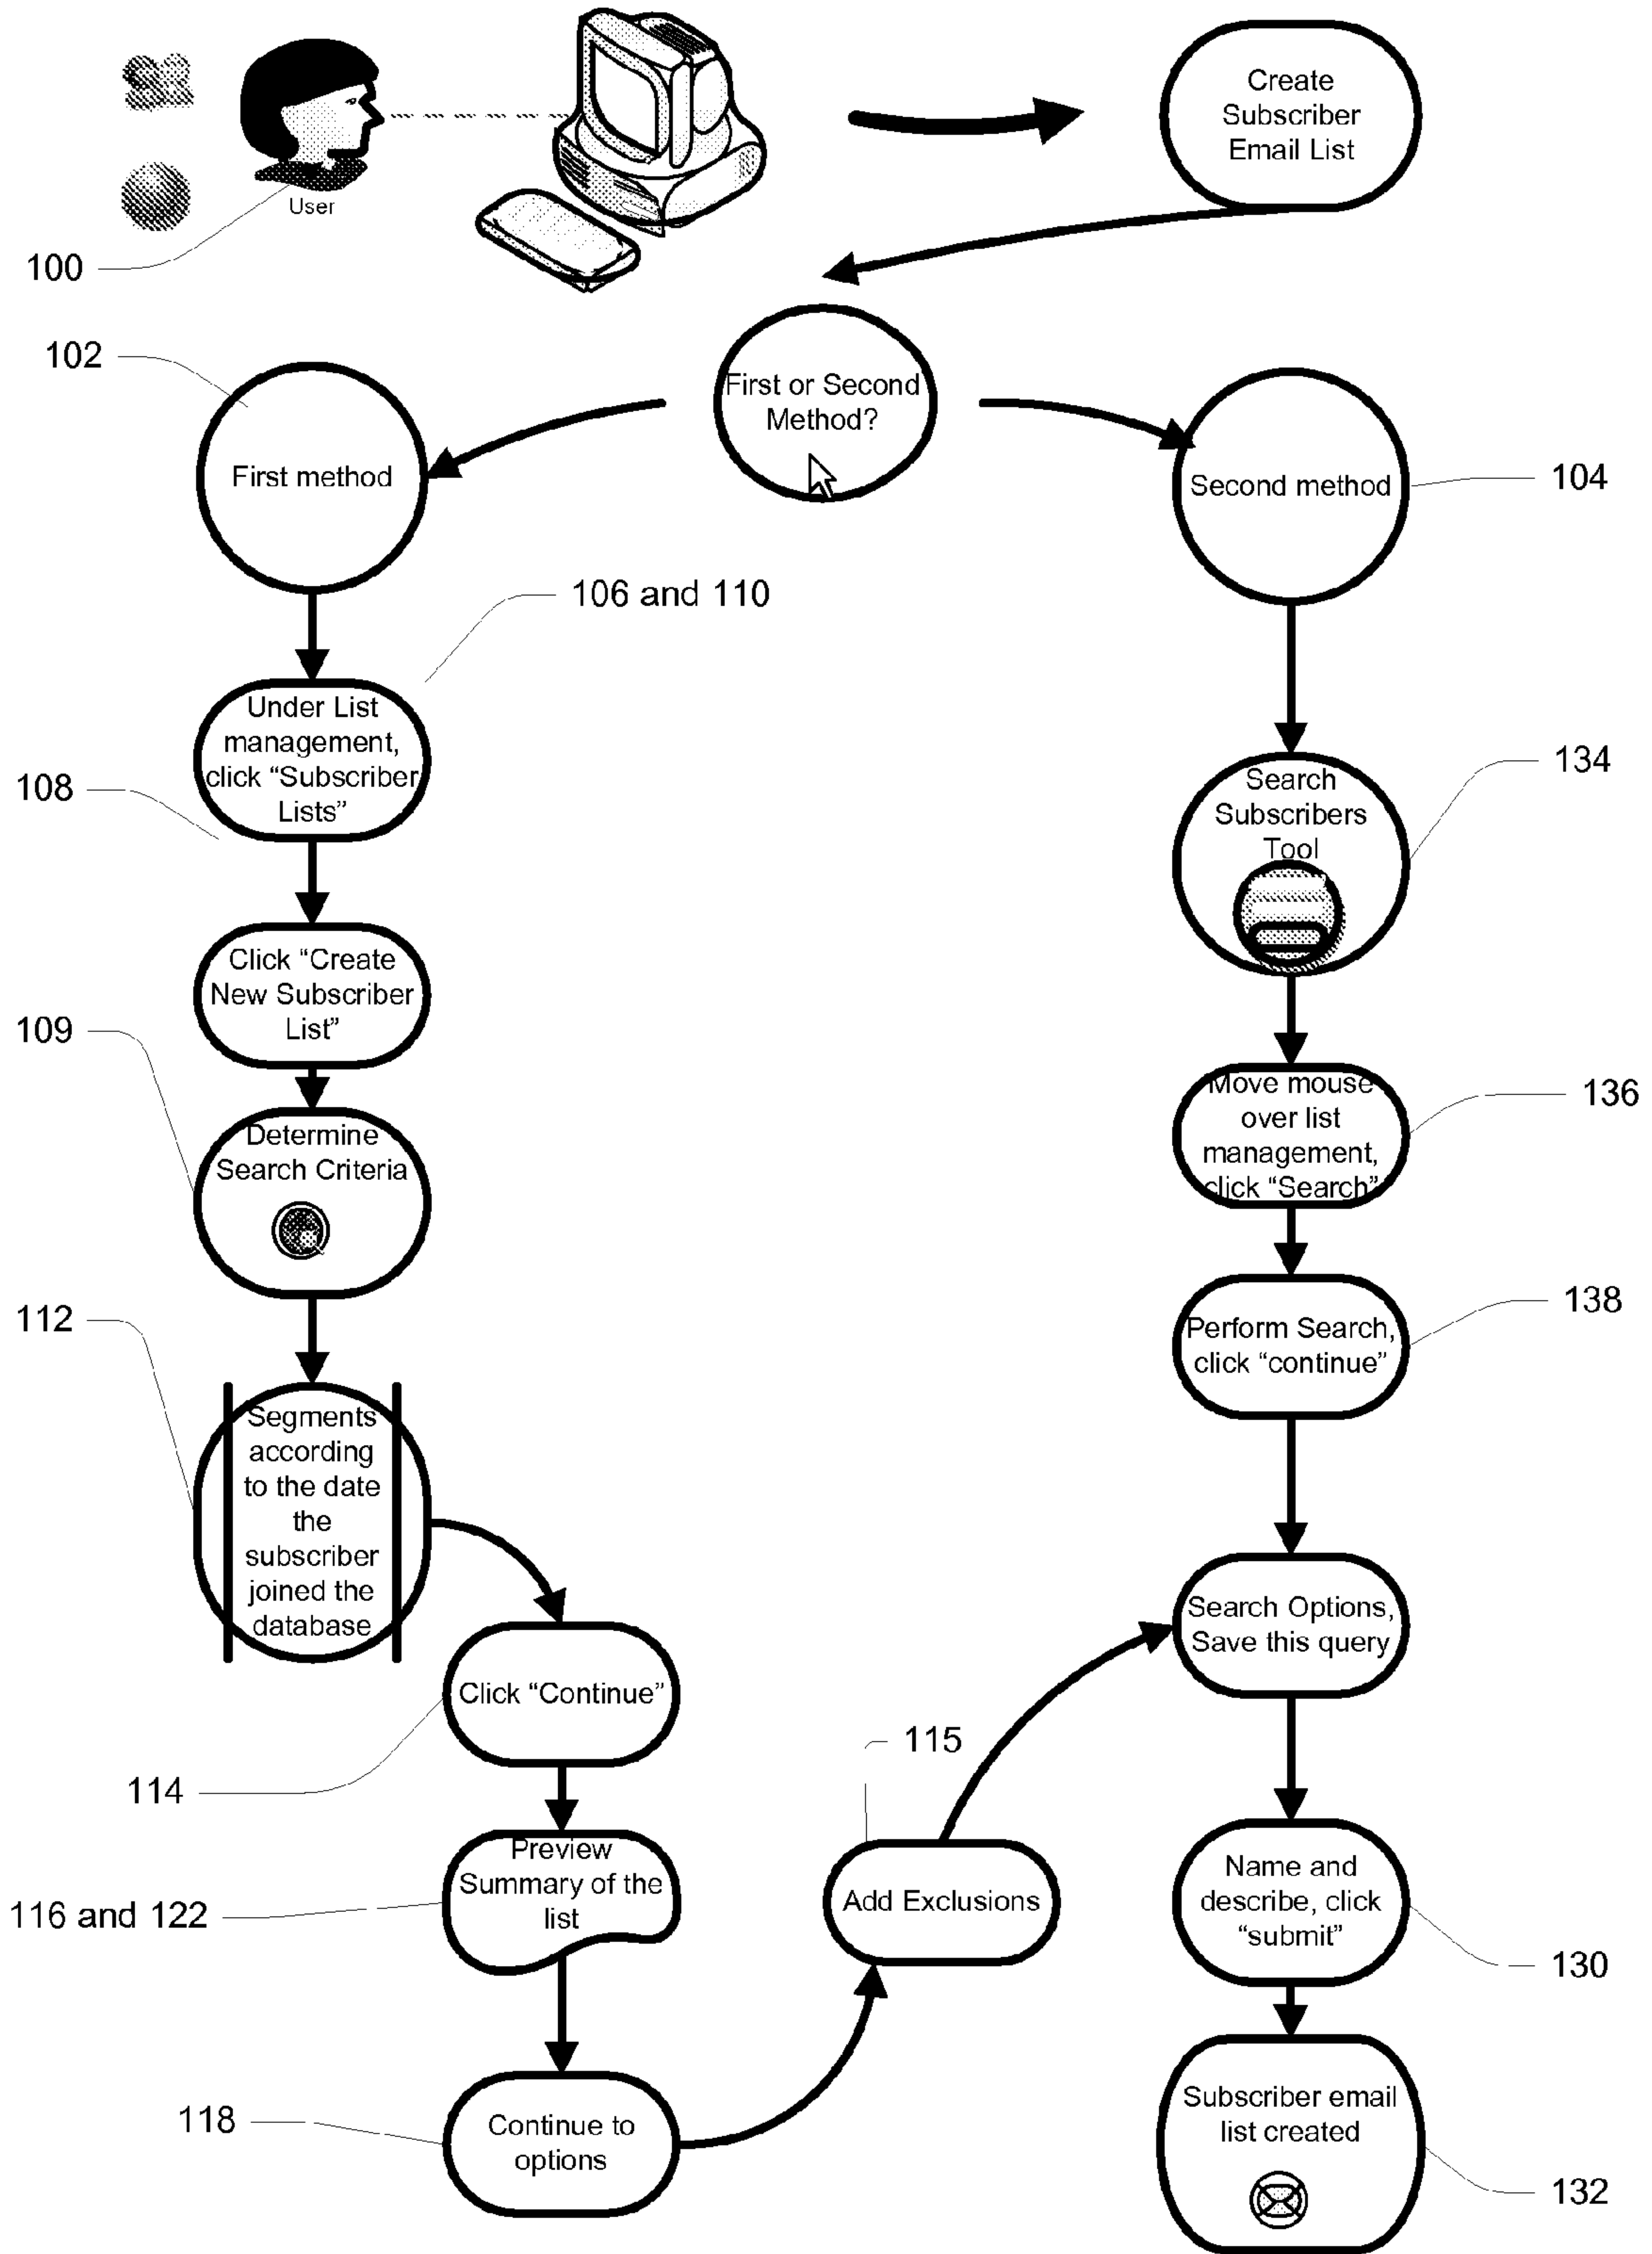 Create
Subscriber
Email List
User
100
102
First or Second
Method?
First method
Second method
104
106 and 110
Under List
management,
click “Subscriber
Lists”
108
Search
Subscribers
Tool
134
Click “Create
New Subscriber
List”
109
Determine
Search Criteria
Move mouse
over list
management,
click “Search”
136
112
Perform Search,
click “continue”
138
Segments
according
to the date
the
subscriber
joined the
database
Search Options,
Save this query
Click “Continue”
114
115
Preview
Summary of the
list
116 and 122
Add Exclusions
Name and
describe, click
“submit”
130
118
Continue to
options
Subscriber email
list created
132